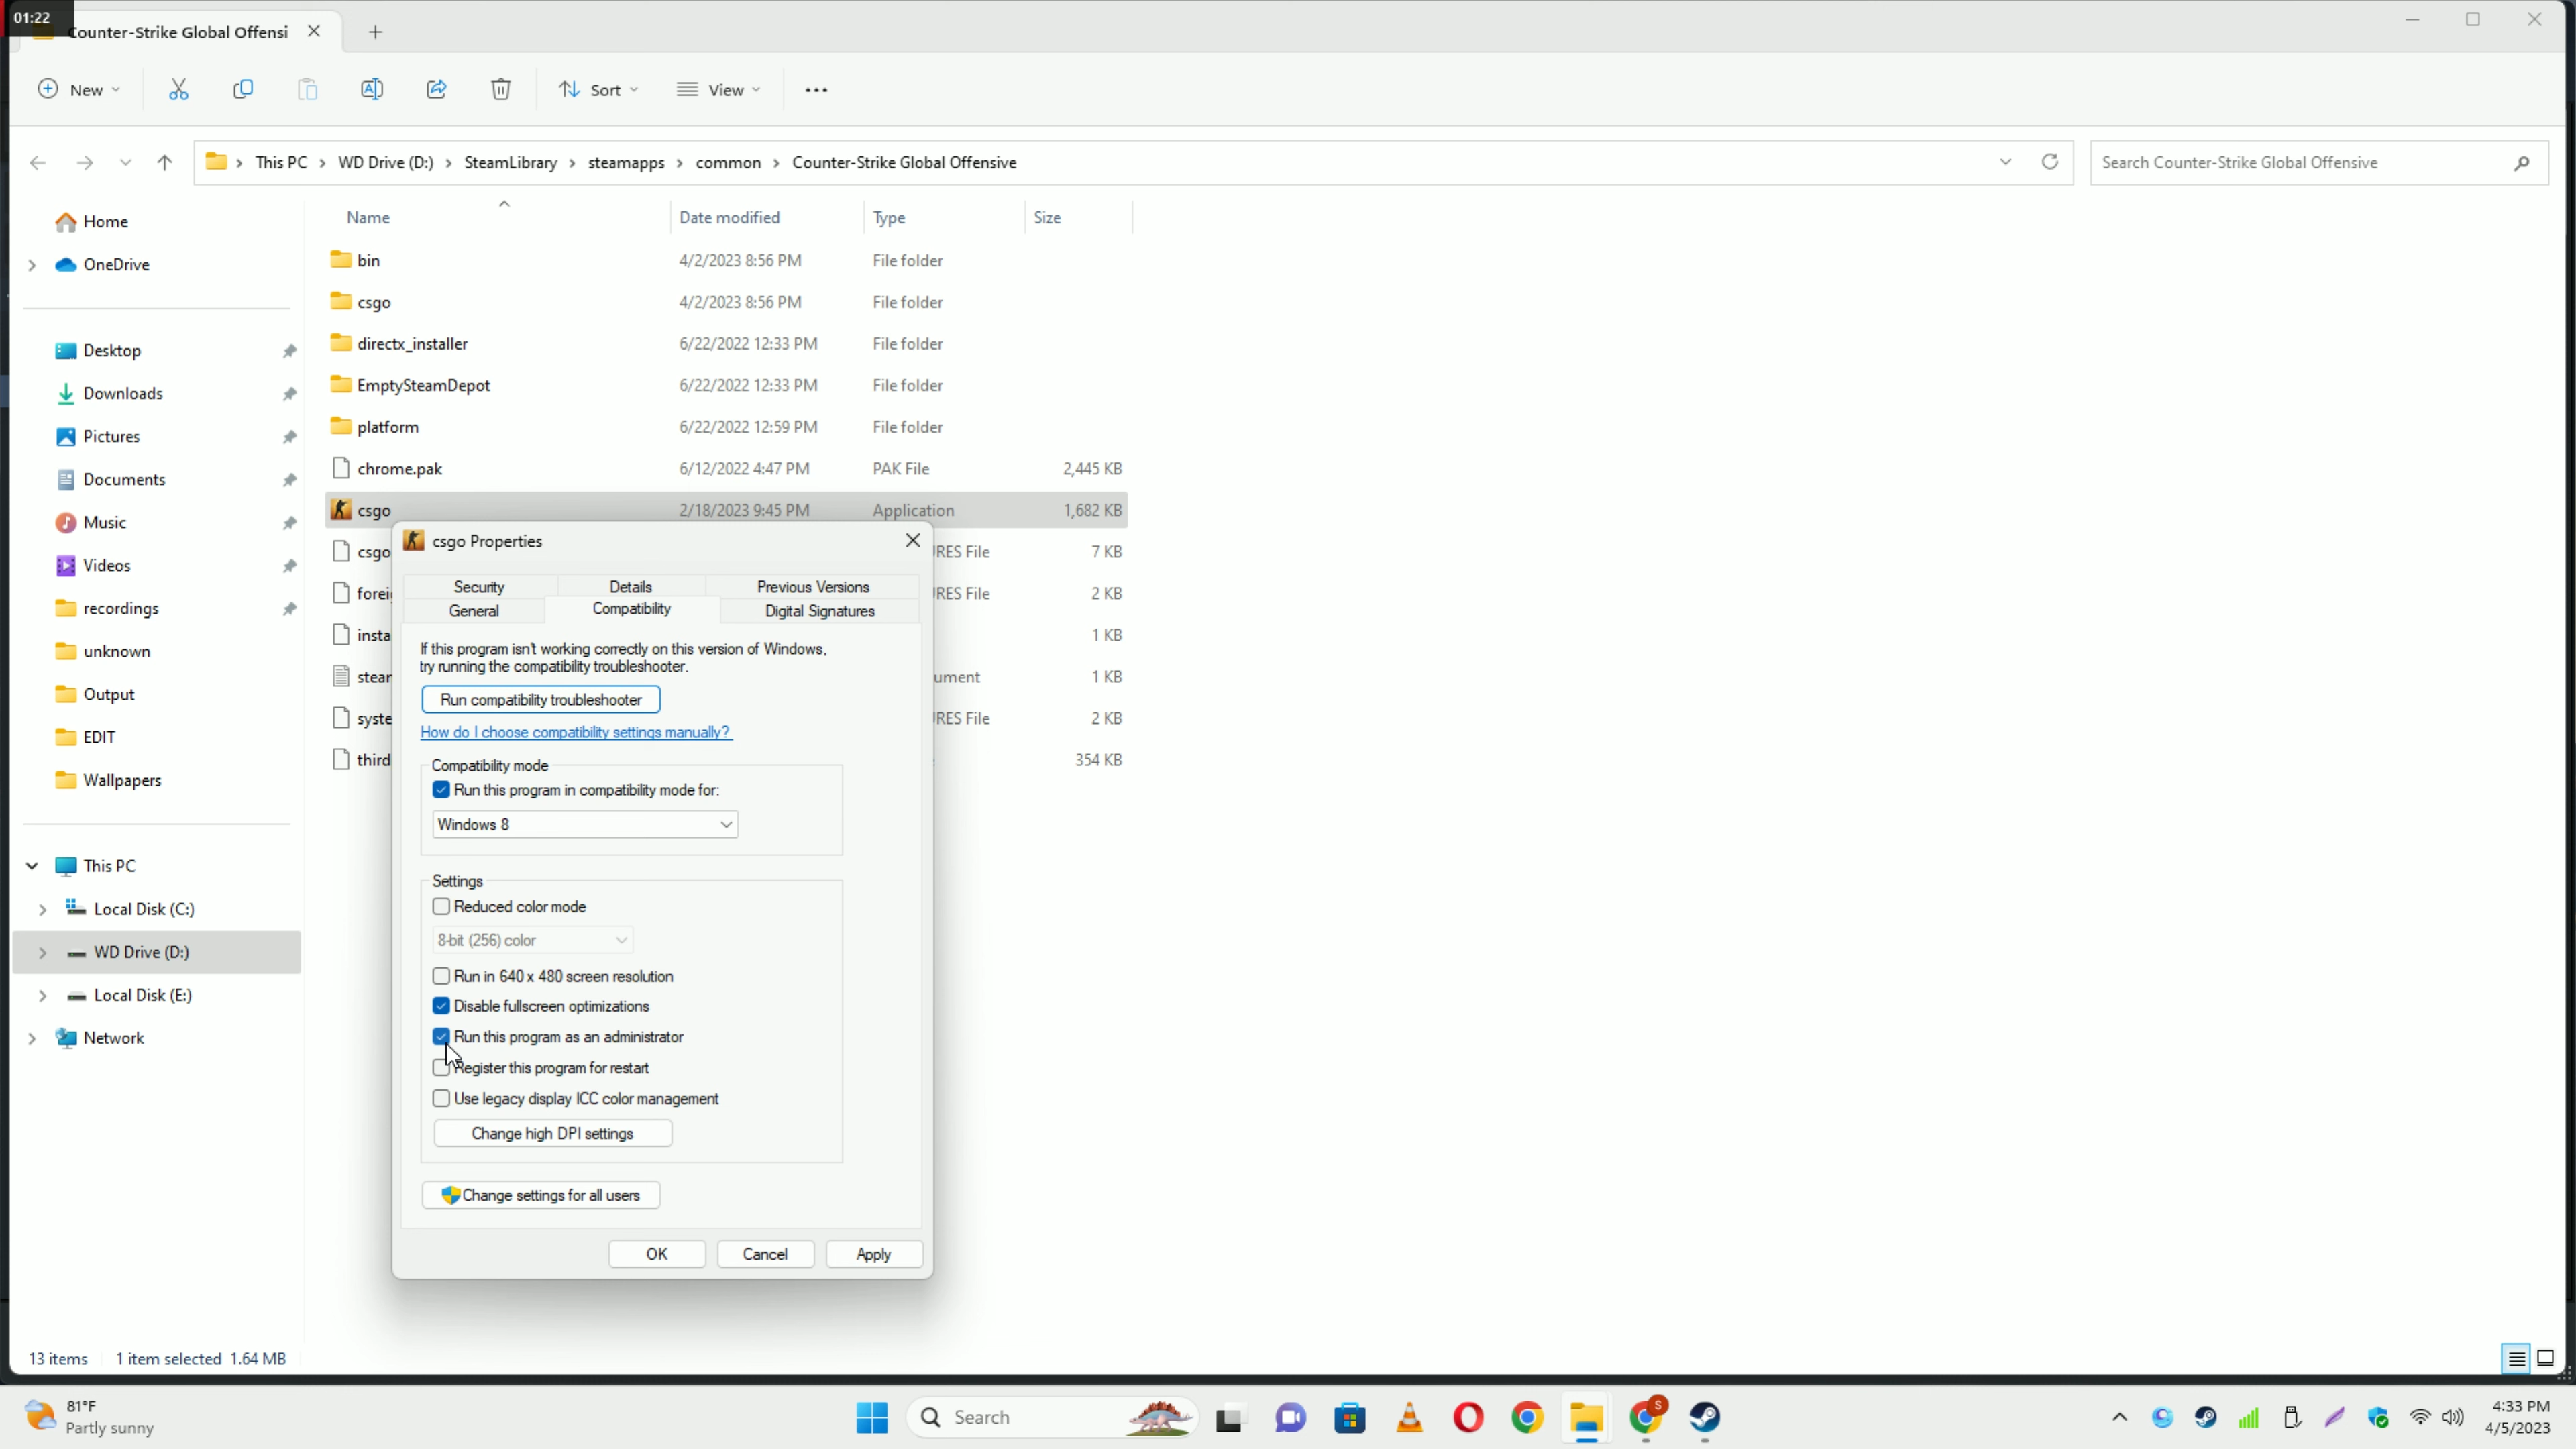 01:22
Counter-Strike Global Offensi
New
Sort
View
This PC > WD Drive (D:) > SteamLibrary > steamapps > common > Counter-Strike Global Offensive
Search Counter-Strike Global Offensive
Home
OneDrive
Desktop
Downloads
Pictures
Documents
Music
Videos
recordings
unknown
Output
EDIT
Wallpapers
This PC
Local Disk (C:)
WD Drive (D:)
Local Disk (E:)
Network
Name Date modified Type Size
bin 4/2/2023 8:56 PM File folder
csgo 4/2/2023 8:56 PM File folder
directx_installer 6/22/2022 12:33 PM File folder
EmptySteamDepot 6/22/2022 12:33 PM File folder
platform 6/22/2022 12:59 PM File folder
chrome.pak 6/12/2022 4:47 PM PAK File 2,445 KB
csgo 2/18/2023 9:45 PM Application 1,682 KB
csgo RES File 7 KB
forei RES File 2 KB
insta 1 KB
stear ument 1 KB
syste RES File 2 KB
third 354 KB
csgo Properties
Security Details Previous Versions
General Compatibility Digital Signatures
If this program isn't working correctly on this version of Windows,
try running the compatibility troubleshooter.
Run compatibility troubleshooter
How do I choose compatibility settings manually?
Compatibility mode
Run this program in compatibility mode for:
Windows 8
Settings
Reduced color mode
8-bit (256) color
Run in 640 x 480 screen resolution
Disable fullscreen optimizations
Run this program as an administrator
Register this program for restart
Use legacy display ICC color management
Change high DPI settings
Change settings for all users
OK Cancel Apply
13 items 1 item selected 1.64 MB
81°F
Partly sunny
Search
S
4:33 PM
4/5/2023